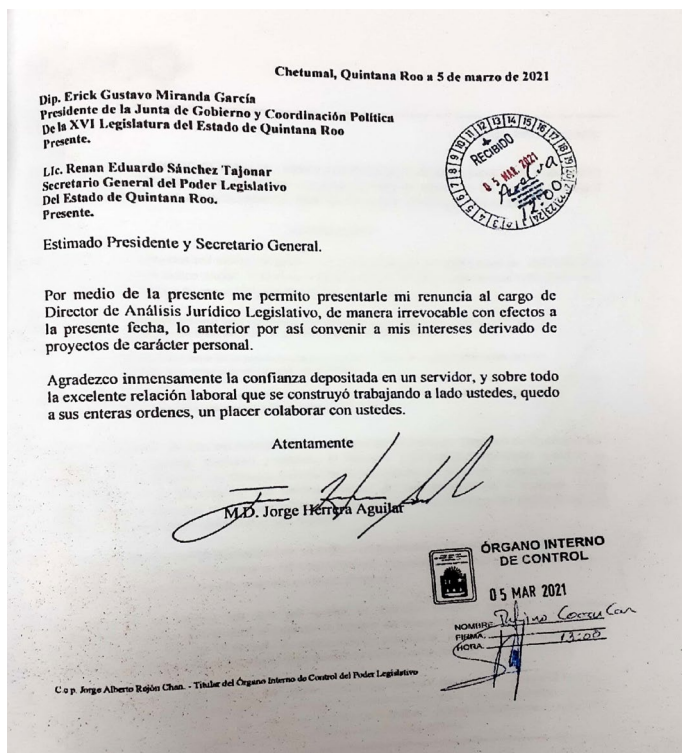 Chetumal, Quintana Roo a 5 de marzo de 2021
Dip. Erick Gustavo Miranda García
Presidente de la Junta de Gobierno y Coordinación Política
De la XVI Legislatura del Estado de Quintana Roo
Presente.
Lic. Renan Eduardo Sánchez Tajonar
Secretario General del Poder Legislativo
Del Estado de Quintana Roo.
Presente.
RECIBIDO
05 MAR. 2021
12:00
Estimado Presidente y Secretario General.
Por medio de la presente me permito presentarle mi renuncia al cargo de
Director de Análisis Jurídico Legislativo, de manera irrevocable con efectos a
la presente fecha, lo anterior por así convenir a mis intereses derivado de
proyectos de carácter personal.
Agradezco inmensamente la confianza depositada en un servidor, y sobre todo
la excelente relación laboral que se construyó trabajando a lado ustedes, quedo
a sus enteras ordenes, un placer colaborar con ustedes.
Atentamente
M.D. Jorge Herrera Aguilar
ÓRGANO INTERNO
DE CONTROL
05 MAR 2021
NOMBRE
FIRMA
HORA 13:00
C.c p. Jorge Alberto Rejón Chan. - Titular del Órgano Interno de Control del Poder Legislativo